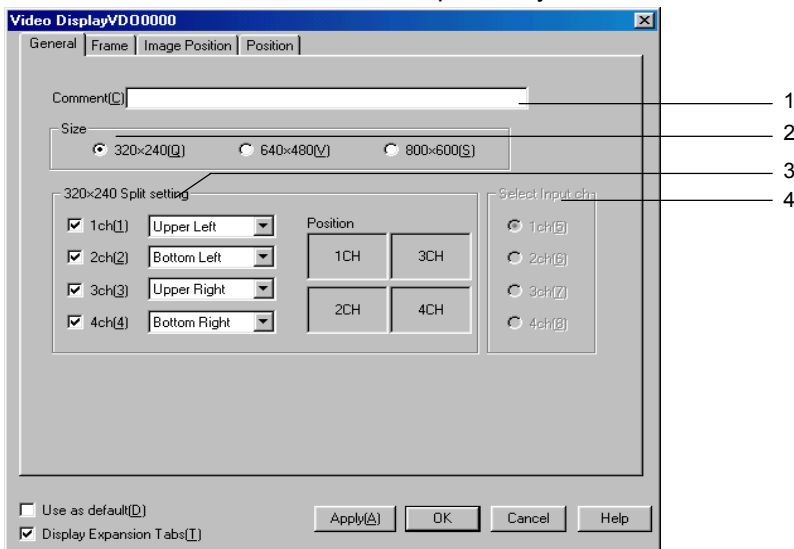 Video DisplayVDO0000
General Frame Image Position Position
Comment(C)
1
Size
2
320×240(Q) 640×480(V) 800×600(S)
3
320×240 Split setting
Select Input ch
4
1ch(1) Upper Left
Position
1ch(5)
2ch(2) Bottom Left
1CH 3CH
2ch(6)
3ch(3) Upper Right
3ch(7)
2CH 4CH
4ch(4) Bottom Right
4ch(8)
Use as default(D)
Display Expansion Tabs(T)
Apply(A) OK Cancel Help